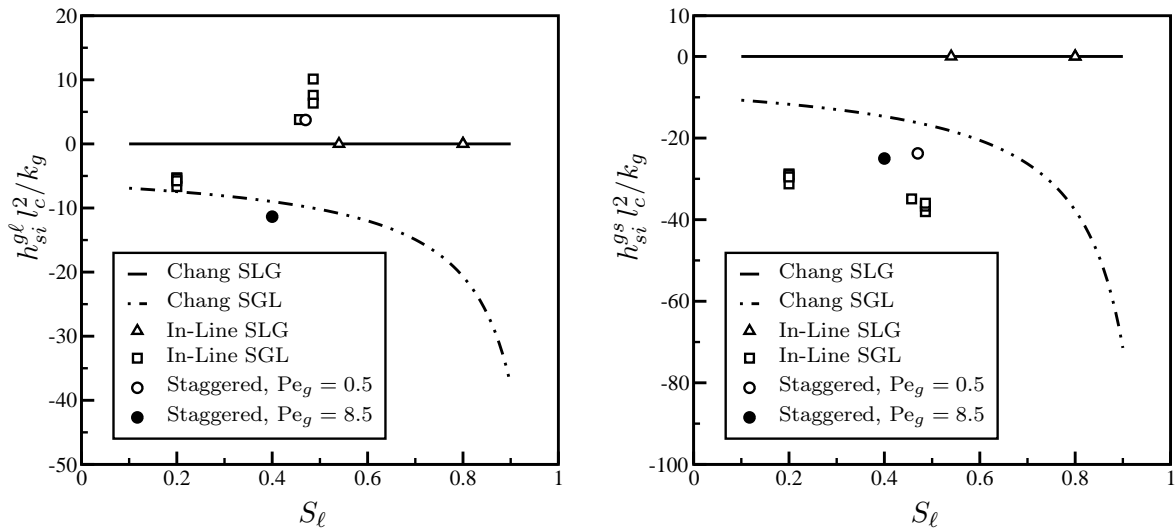 20
10
0
-10
-20
-30
-40
-50
h_{si}^{gℓ} l_c^2/k_g
Chang SLG
Chang SGL
In-Line SLG
In-Line SGL
Staggered, Pe_g = 0.5
Staggered, Pe_g = 8.5
0 0.2 0.4 0.6 0.8 1
S_ℓ
10
0
-20
-40
-60
-80
-100
h_{si}^{gs} l_c^2/k_g
Chang SLG
Chang SGL
In-Line SLG
In-Line SGL
Staggered, Pe_g = 0.5
Staggered, Pe_g = 8.5
0 0.2 0.4 0.6 0.8 1
S_ℓ